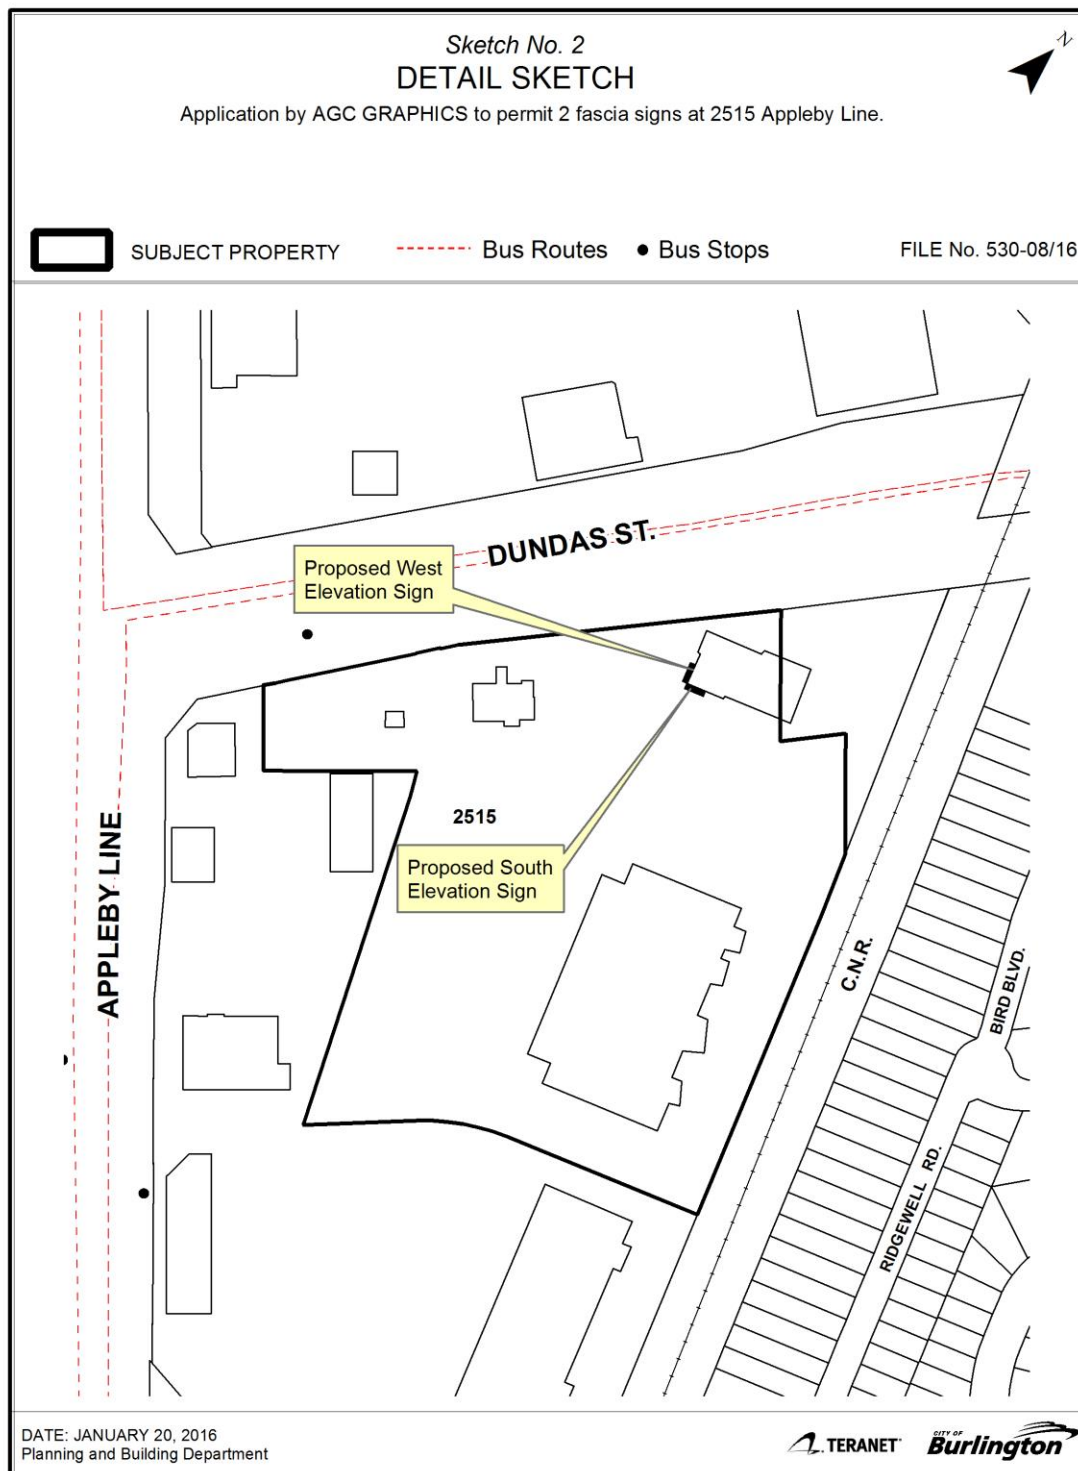 Sketch No. 2
N
DETAIL SKETCH
Application by AGC GRAPHICS to permit 2 fascia signs at 2515 Appleby Line.
SUBJECT PROPERTY
Bus Routes
Bus Stops
FILE No. 530-08/16
DUNDAS ST.
Proposed West
Elevation Sign
2515
APPLEBY LINE
Proposed South
Elevation Sign
C.N.R.
BIRD BLVD.
RIDGEWELL RD.
DATE: JANUARY 20, 2016
Planning and Building Department
TERANET
CITY OF
Burlington